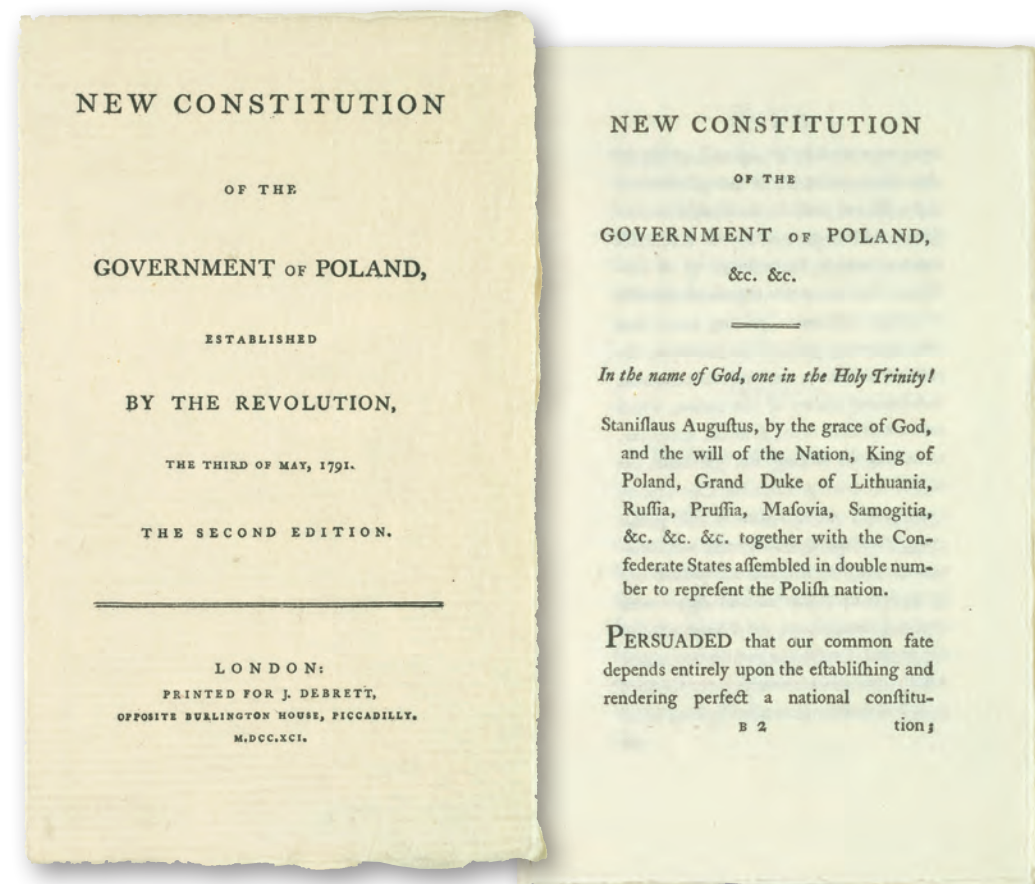 NEW CONSTITUTION
OF THE
GOVERNMENT OF POLAND,
ESTABLISHED
BY THE REVOLUTION,
THE THIRD OF MAY, 1791.
THE SECOND EDITION.
LONDON:
PRINTED FOR J. DEBRETT,
OPPOSITE BURLINGTON HOUSE, PICCADILLY.
M.DCC.XCI.
NEW CONSTITUTION
OF THE
GOVERNMENT OF POLAND,
&c. &c.
In the name of God, one in the Holy Trinity!
Staniſlaus Auguſtus, by the grace of God,
and the will of the Nation, King of
Poland, Grand Duke of Lithuania,
Ruſſia, Pruſſia, Maſovia, Samogitia,
&c. &c. &c. together with the Con-
federate States aſſembled in double num-
ber to repreſent the Poliſh nation.
PERSUADED that our common fate
depends entirely upon the eſtabliſhing and
rendering perfect a national conſtitu-
B 2 tion;